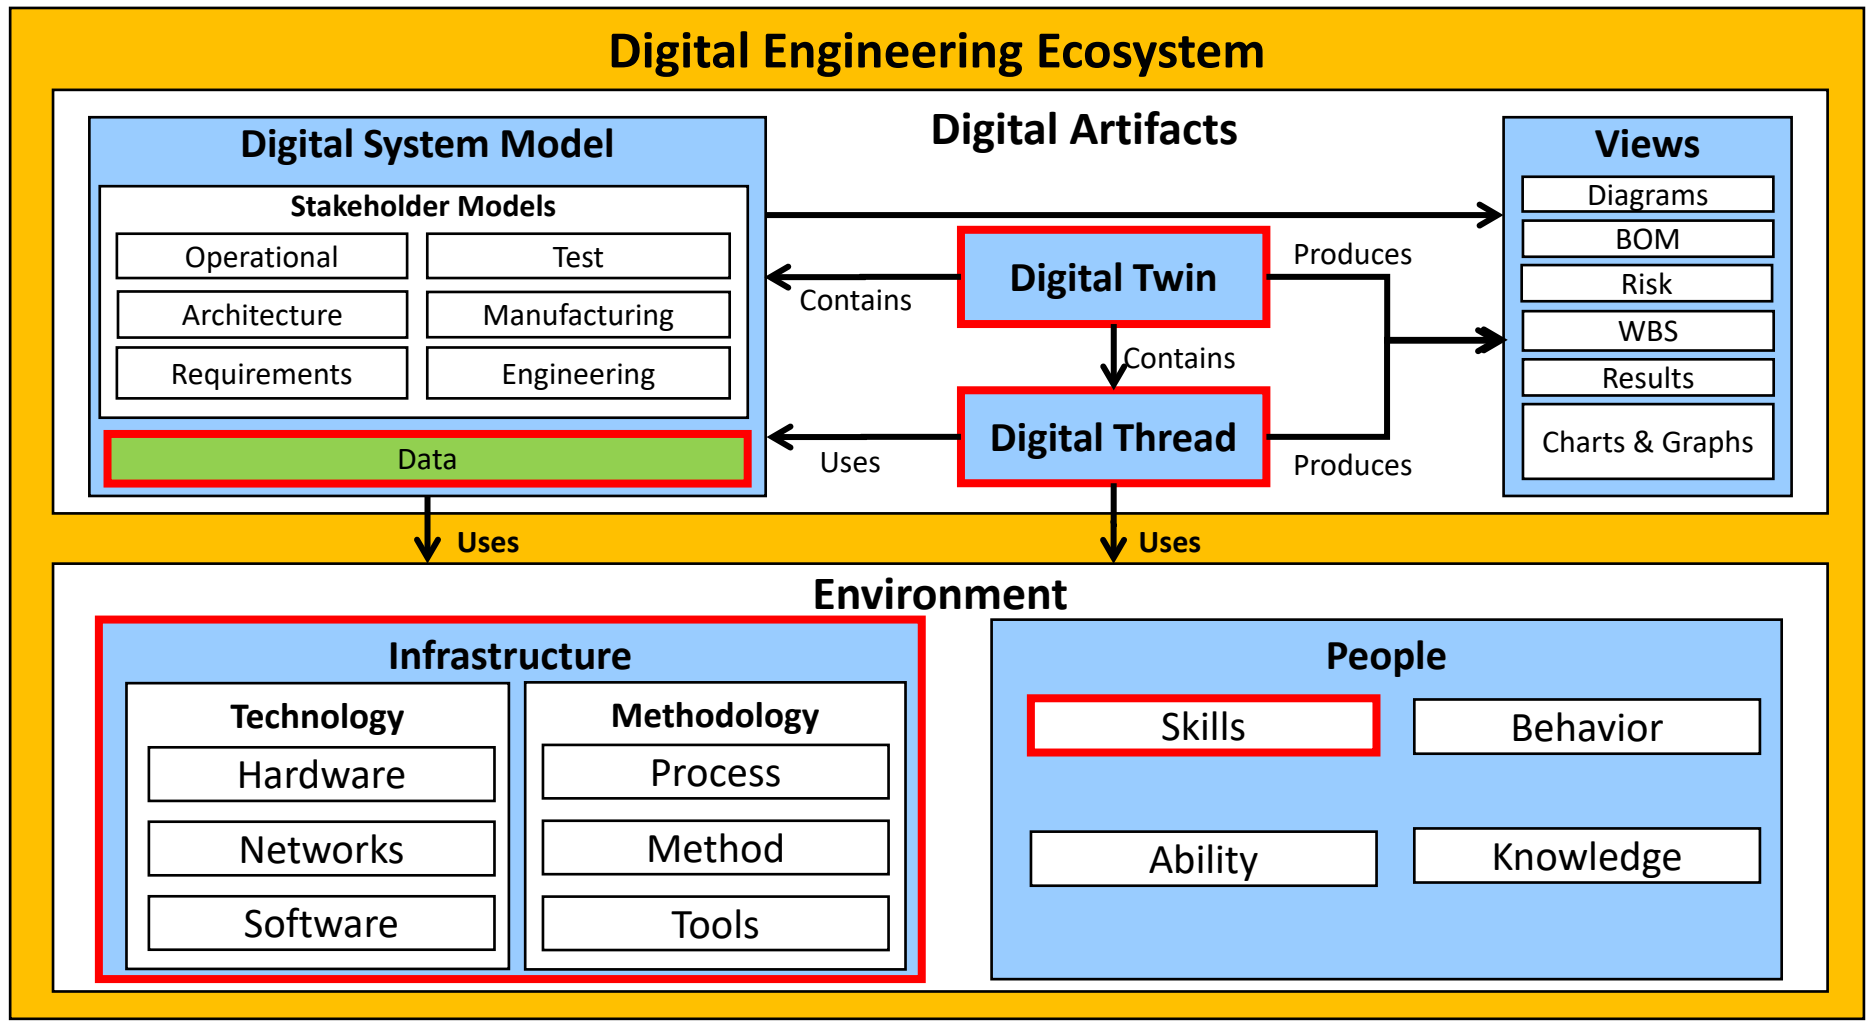 Digital Engineering Ecosystem
Digital Artifacts
Digital System Model
Stakeholder Models
Operational
Test
Architecture
Manufacturing
Requirements
Engineering
Data
Contains
Uses
Digital Twin
Contains
Digital Thread
Produces
Produces
Views
Diagrams
BOM
Risk
WBS
Results
Charts & Graphs
Uses
Uses
Environment
Infrastructure
Technology
Hardware
Networks
Software
Methodology
Process
Method
Tools
People
Skills
Behavior
Ability
Knowledge